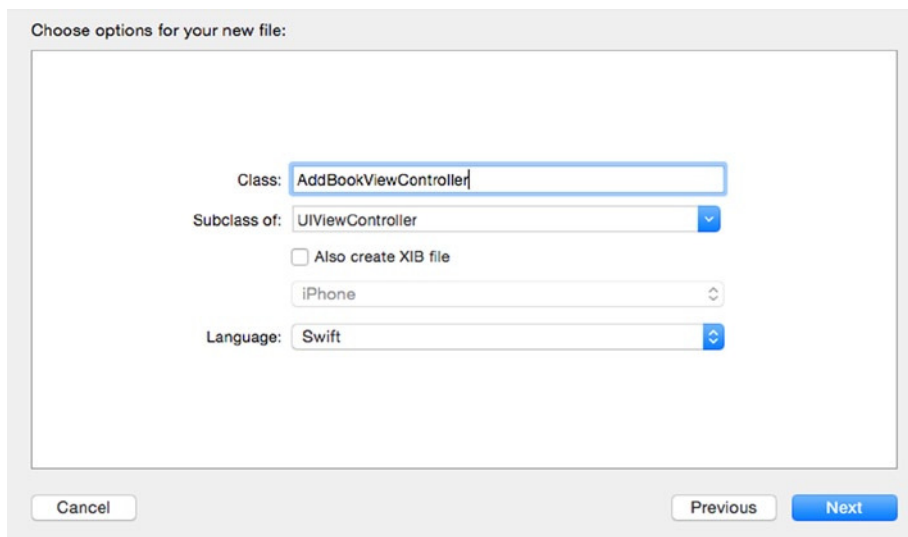 Choose options for your new file:
Class: AddBookViewController
Subclass of: UIViewController
Also create XIB file
iPhone
Language: Swift
Cancel Previous Next